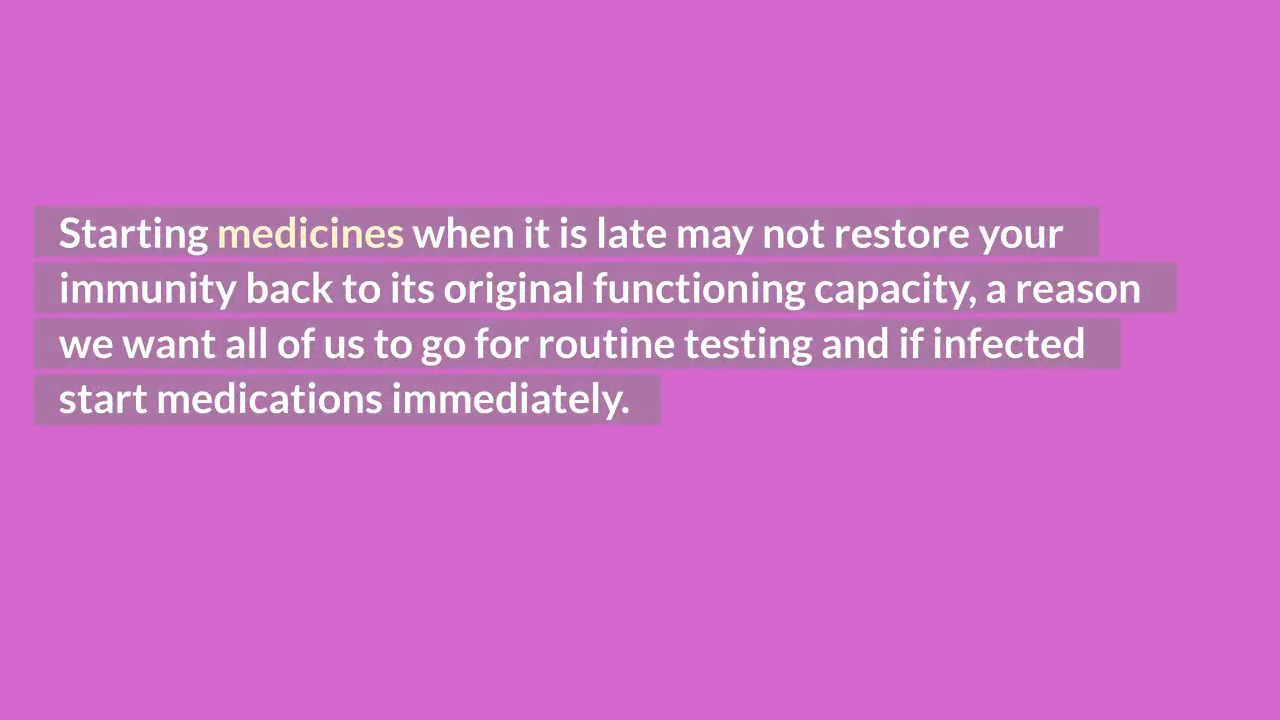 Starting medicines when it is late may not restore your
immunity back to its original functioning capacity, a reason
we want all of us to go for routine testing and if infected
start medications immediately.